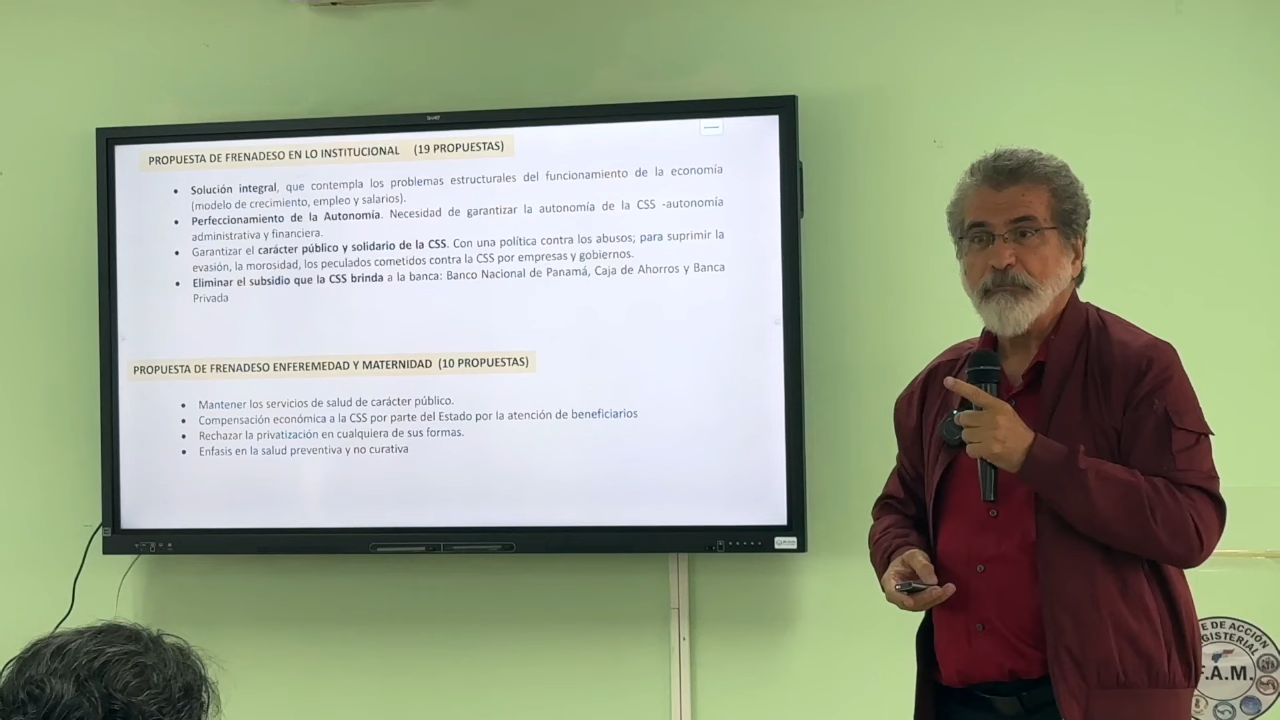 PROPUESTA DE FRENADESO EN LO INSTITUCIONAL (19 PROPUESTAS)
• Solución integral, que contempla los problemas estructurales del funcionamiento de la economía
(modelo de crecimiento, empleo y salarios).
• Perfeccionamiento de la Autonomía. Necesidad de garantizar la autonomía de la CSS -autonomía
administrativa y financiera.
• Garantizar el carácter público y solidario de la CSS. Con una política contra los abusos; para suprimir la
evasión, la morosidad, los peculados cometidos contra la CSS por empresas y gobiernos.
• Eliminar el subsidio que la CSS brinda a la banca: Banco Nacional de Panamá, Caja de Ahorros y Banca
Privada
PROPUESTA DE FRENADESO ENFEREMEDAD Y MATERNIDAD (10 PROPUESTAS)
• Mantener los servicios de salud de carácter público.
• Compensación económica a la CSS por parte del Estado por la atención de beneficiarios
• Rechazar la privatización en cualquiera de sus formas.
• Enfasis en la salud preventiva y no curativa
E DE ACCIÓN
GISTERIAL
F.A.M.